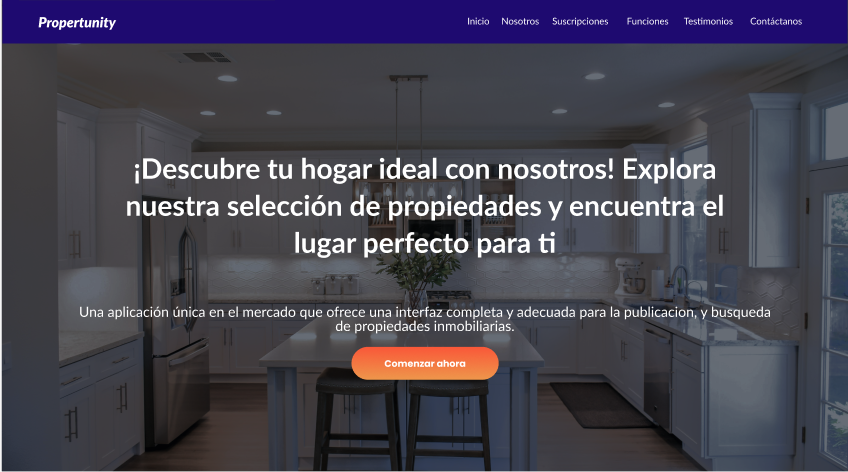 Propertunity
Inicio Nosotros Suscripciones Funciones Testimonios Contáctanos
¡Descubre tu hogar ideal con nosotros! Explora
nuestra selección de propiedades y encuentra el
lugar perfecto para ti
Una aplicación única en el mercado que ofrece una interfaz completa y adecuada para la publicacion, y busqueda
de propiedades inmobiliarias.
Comenzar ahora